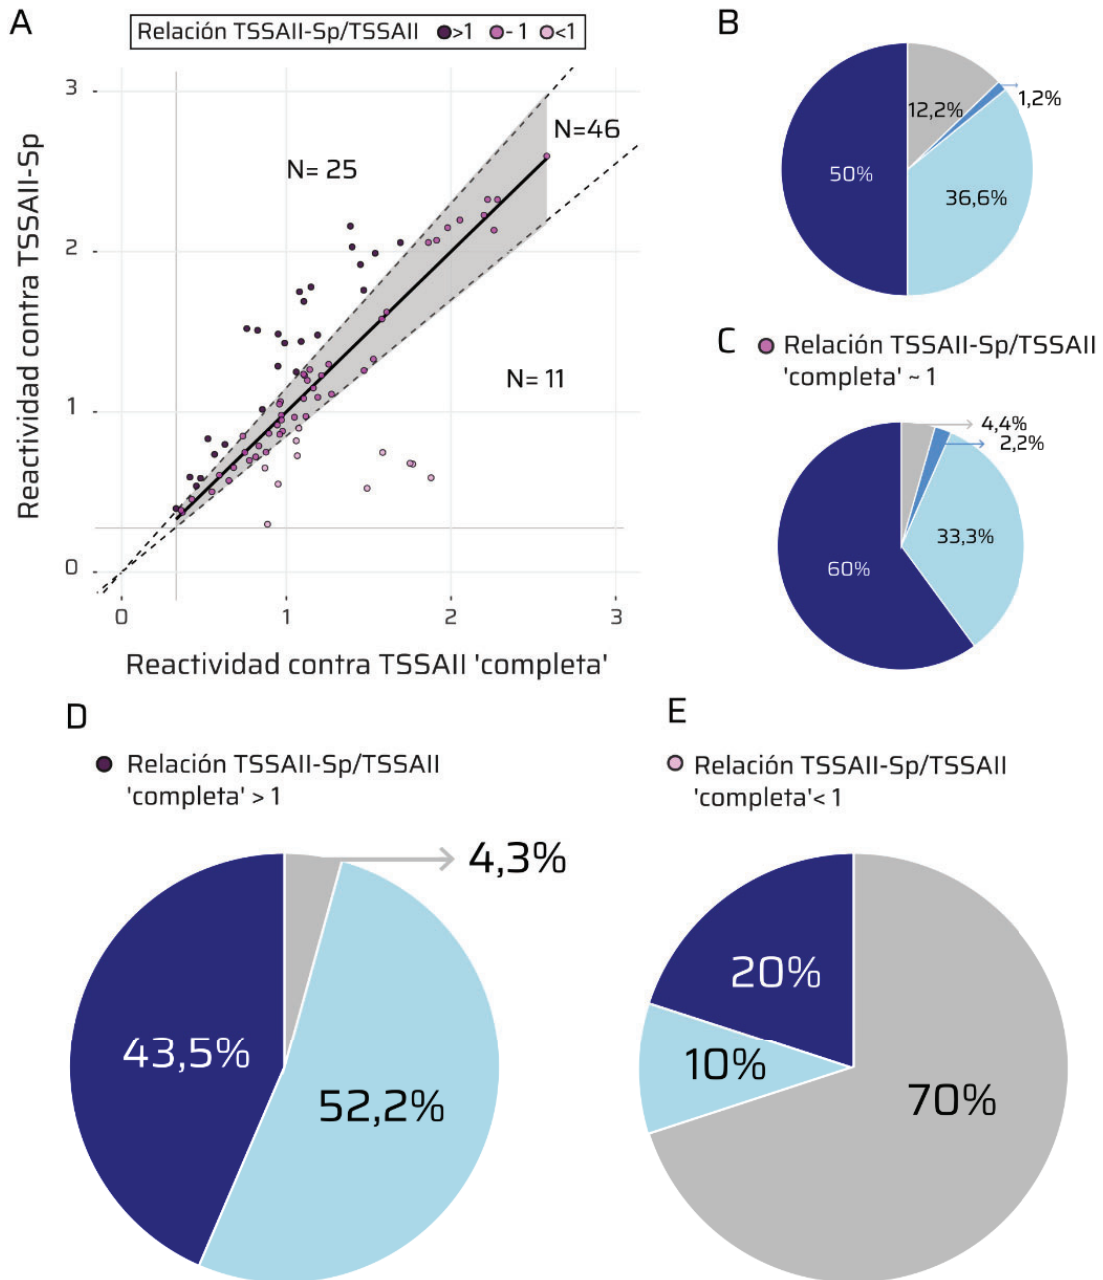 A
Relación TSSAII-Sp/TSSAII >1 - 1 <1
Reactividad contra TSSAII-Sp
3
2
1
0
N= 25
N=46
N= 11
0 1 2 3
Reactividad contra TSSAII 'completa'
B
12,2%
1,2%
50%
36,6%
C
Relación TSSAII-Sp/TSSAII
'completa' ~ 1
4,4%
2,2%
33,3%
60%
D
Relación TSSAII-Sp/TSSAII
'completa' > 1
4,3%
43,5%
52,2%
E
Relación TSSAII-Sp/TSSAII
'completa'< 1
20%
10%
70%